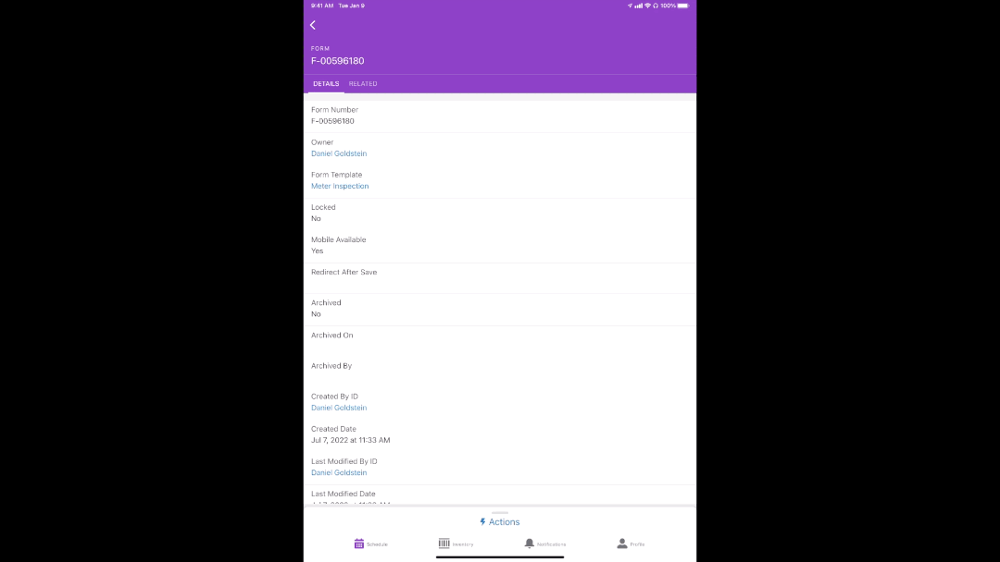 9:41 AM Tue Jan 9
100%
FORM
F-00596180
DETAILS RELATED
Form Number
F-00596180
Owner
Daniel Goldstein
Form Template
Meter Inspection
Locked
No
Mobile Available
Yes
Redirect After Save
Archived
No
Archived On
Archived By
Created By ID
Daniel Goldstein
Created Date
Jul 7, 2022 at 11:33 AM
Last Modified By ID
Daniel Goldstein
Last Modified Date
Actions
Schedule Inventory Notifications Profile